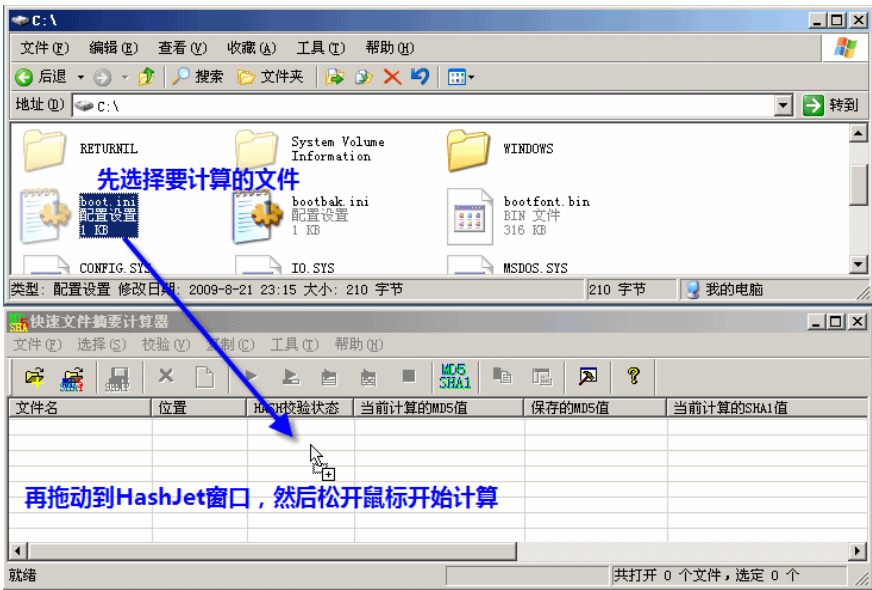 C:\
文件(F) 编辑(E) 查看(V) 收藏(A) 工具(T) 帮助(H)
后退 搜索 文件夹
地址(D) C:\ 转到
RETURNIL
System Volume
Information
WINDOWS
先选择要计算的文件
boot.ini
配置设置
1 KB
bootbak.ini
配置设置
1 KB
bootfont.bin
BIN 文件
316 KB
CONFIG.SYS
IO.SYS
MSDOS.SYS
类型: 配置设置 修改日期: 2009-8-21 23:15 大小: 210 字节 210 字节 我的电脑
快速文件摘要计算器
文件(F) 选择(S) 校验(V) 复制(C) 工具(T) 帮助(H)
MD5
SHA1
文件名 位置 HASH校验状态 当前计算的MD5值 保存的MD5值 当前计算的SHA1值
再拖动到HashJet窗口，然后松开鼠标开始计算
就绪 共打开 0 个文件，选定 0 个